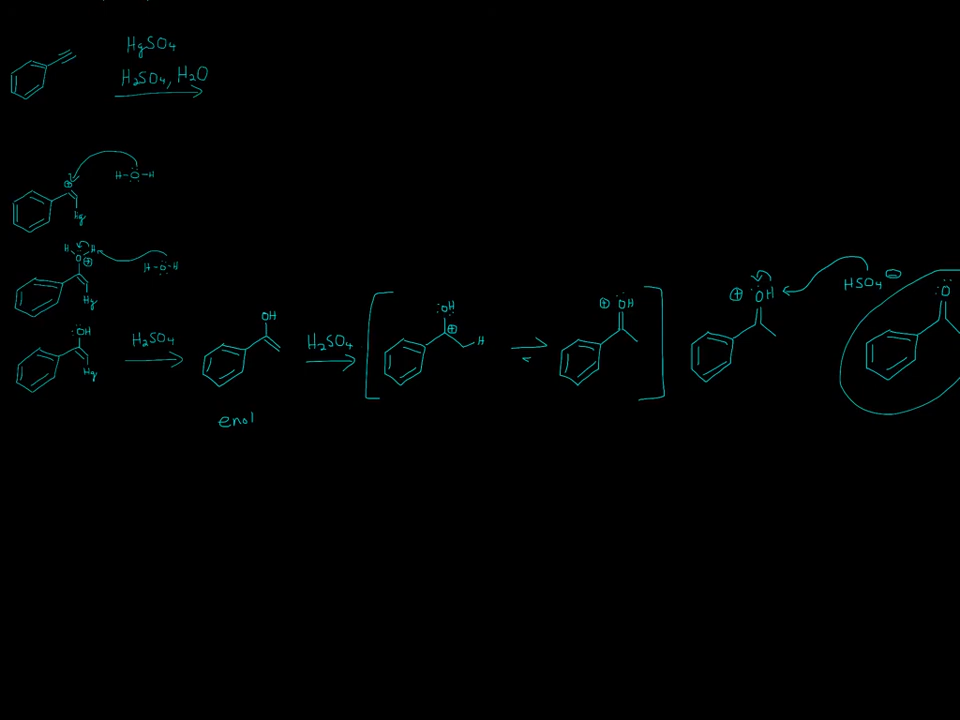 HgSO4
H2SO4, H2O
⊕
H-O-H
Hg
H O H
⊕
H-O-H
Hg
OH
Hg
H2SO4
OH
enol
H2SO4
OH
⊕
H
⊕ OH
⊕ OH
HSO4 ⊖
O